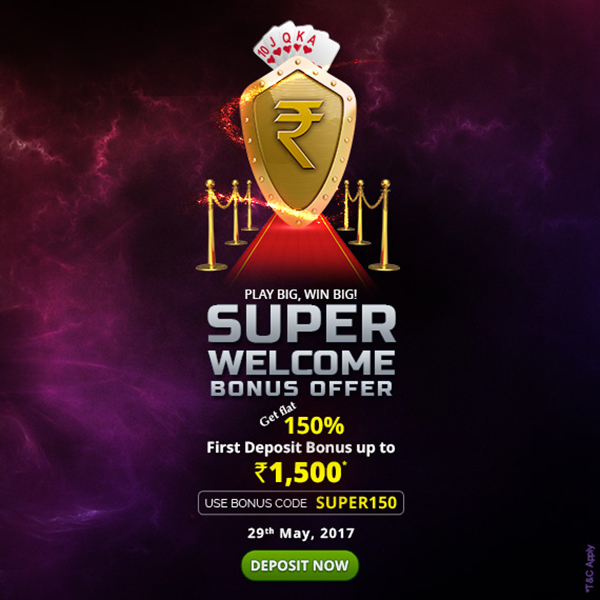 10 J Q K A
₹
PLAY BIG, WIN BIG!
SUPER
WELCOME
BONUS OFFER
Get flat
150%
First Deposit Bonus up to
₹1,500*
USE BONUS CODE SUPER150
29th May, 2017
DEPOSIT NOW
*T&C Apply